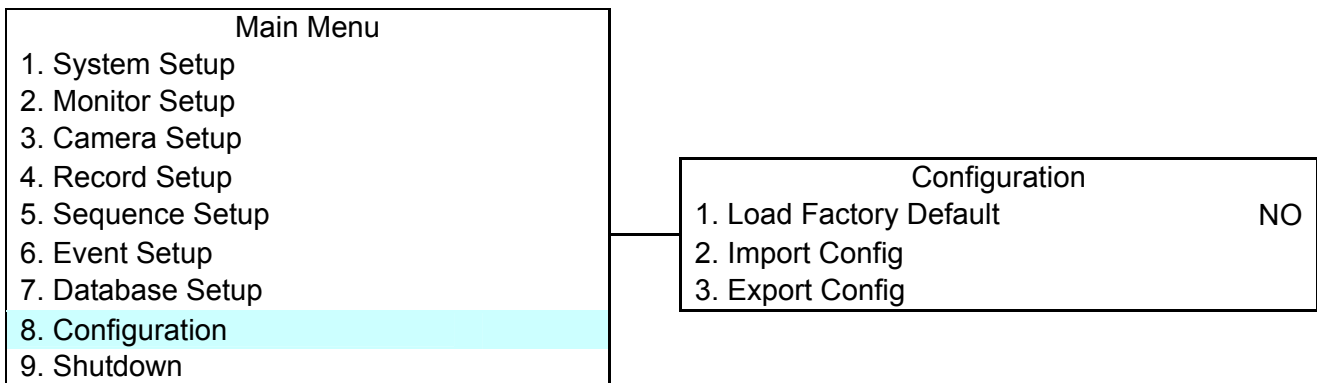 Main Menu
1. System Setup
2. Monitor Setup
3. Camera Setup
4. Record Setup
5. Sequence Setup
6. Event Setup
7. Database Setup
8. Configuration
9. Shutdown
Configuration
1. Load Factory Default NO
2. Import Config
3. Export Config